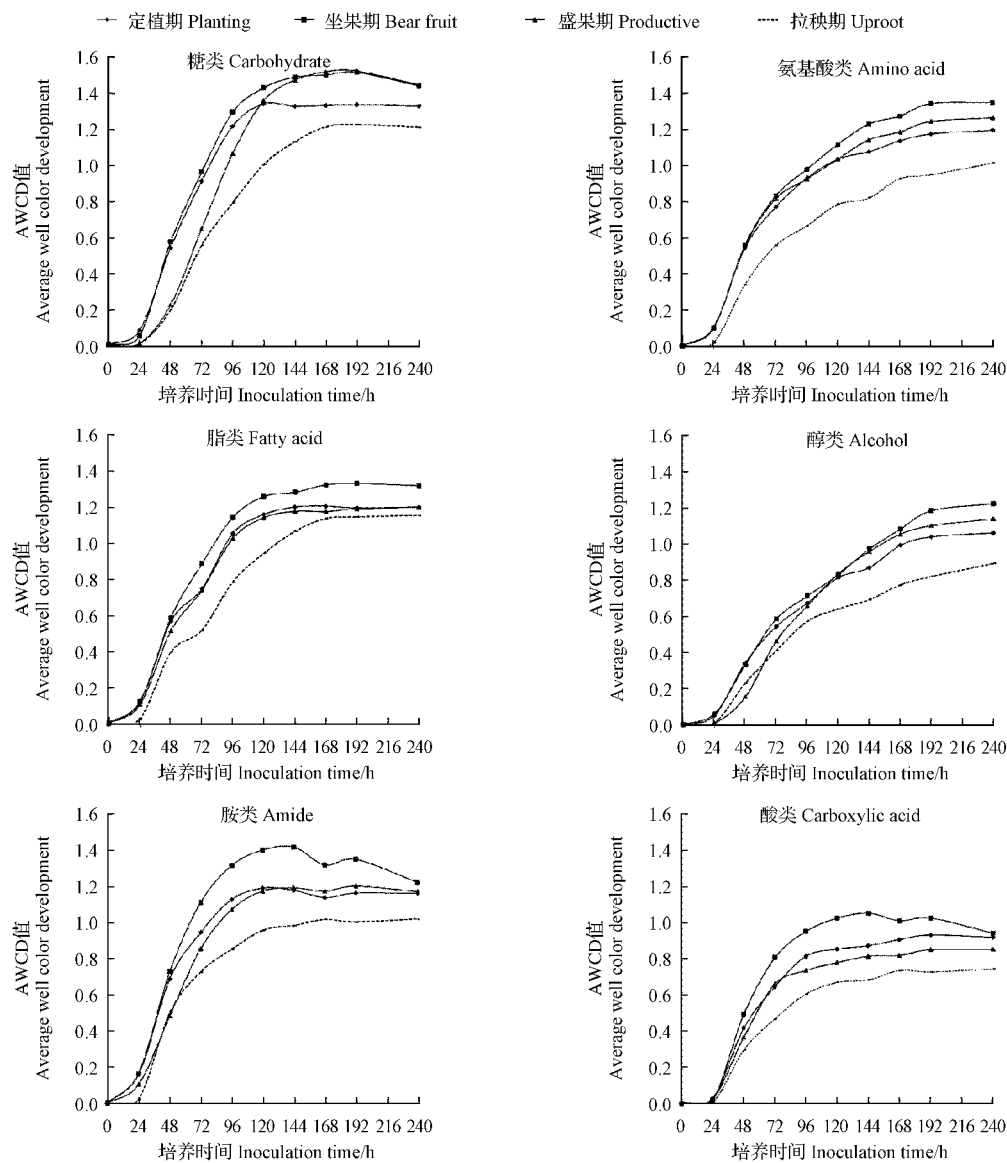 定植期 Planting 坐果期 Bear fruit 盛果期 Productive 拉秧期 Uproot
糖类 Carbohydrate
AWCD值
Average well color development
1.6
1.4
1.2
1.0
0.8
0.6
0.4
0.2
0.0
0 24 48 72 96 120 144 168 192 216 240
培养时间 Inoculation time/h
氨基酸类 Amino acid
AWCD值
Average well color development
1.6
1.4
1.2
1.0
0.8
0.6
0.4
0.2
0.0
0 24 48 72 96 120 144 168 192 216 240
培养时间 Inoculation time/h
脂类 Fatty acid
AWCD值
Average well color development
1.6
1.4
1.2
1.0
0.8
0.6
0.4
0.2
0.0
0 24 48 72 96 120 144 168 192 216 240
培养时间 Inoculation time/h
醇类 Alcohol
AWCD值
Average well color development
1.6
1.4
1.2
1.0
0.8
0.6
0.4
0.2
0.0
0 24 48 72 96 120 144 168 192 216 240
培养时间 Inoculation time/h
胺类 Amide
AWCD值
Average well color development
1.6
1.4
1.2
1.0
0.8
0.6
0.4
0.2
0.0
0 24 48 72 96 120 144 168 192 216 240
培养时间 Inoculation time/h
酸类 Carboxylic acid
AWCD值
Average well color development
1.6
1.4
1.2
1.0
0.8
0.6
0.4
0.2
0.0
0 24 48 72 96 120 144 168 192 216 240
培养时间 Inoculation time/h